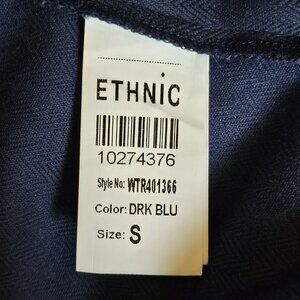 ETHNiC
10274376
Style No: WTR401366
Color: DRK BLU
Size: S